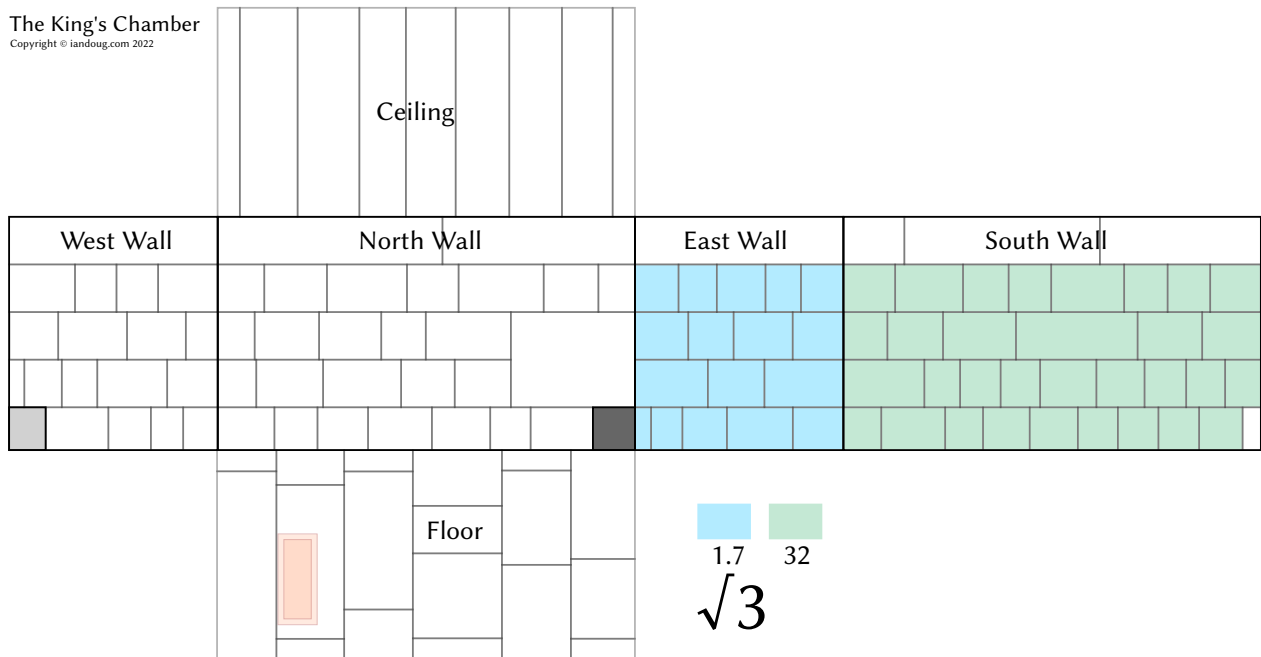 The King's Chamber
Copyright © iandoug.com 2022
Ceiling
West Wall
North Wall
East Wall
South Wall
Floor
1.7
32
√3